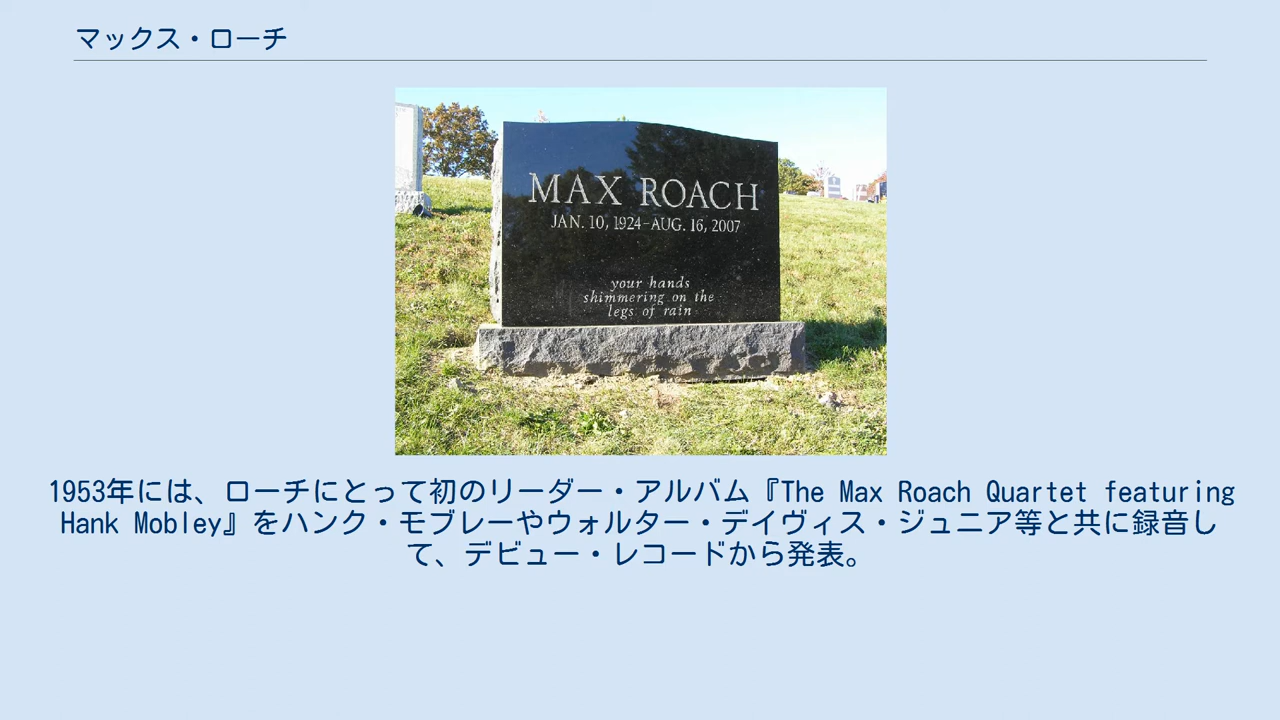 マックス・ローチ
MAX ROACH
JAN. 10, 1924–AUG. 16, 2007
your hands
shimmering on the
legs of rain
1953年には、ローチにとって初のリーダー・アルバム『The Max Roach Quartet featuring
Hank Mobley』をハンク・モブレーやウォルター・デイヴィス・ジュニア等と共に録音し
て、デビュー・レコードから発表。